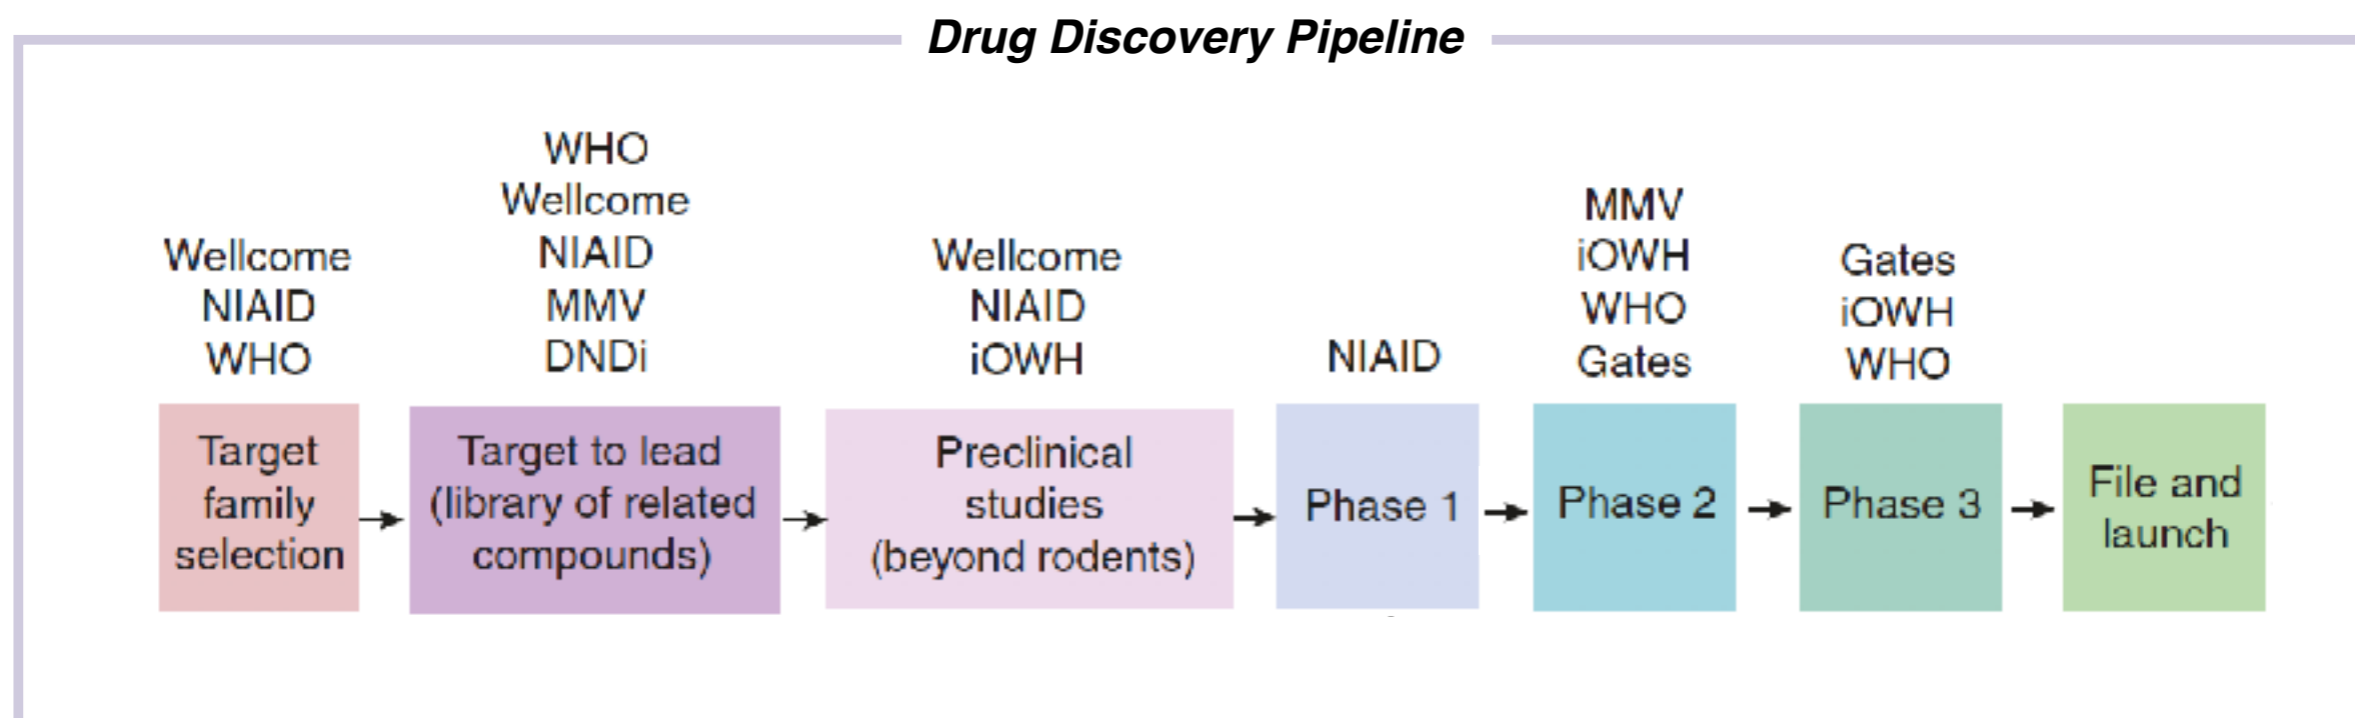 Drug Discovery Pipeline
Wellcome
NIAID
WHO
Target
family
selection
WHO
Wellcome
NIAID
MMV
DNDi
Target to lead
(library of related
compounds)
Wellcome
NIAID
iOWH
Preclinical
studies
(beyond rodents)
NIAID
Phase 1
MMV
iOWH
WHO
Gates
Phase 2
Gates
iOWH
WHO
Phase 3
File and
launch